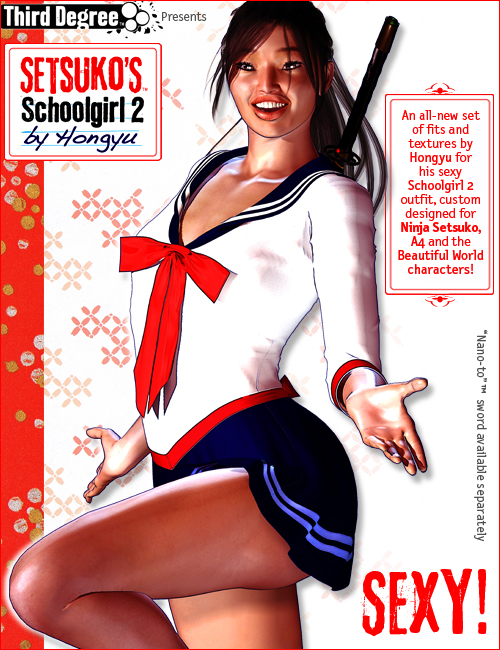 Third Degree™ Presents
SETSUKO'S™
Schoolgirl 2
by Hongyu
An all-new set
of fits and
textures by
Hongyu for
his sexy
Schoolgirl 2
outfit, custom
designed for
Ninja Setsuko,
A4 and the
Beautiful World
characters!
"Nano-to"™ sword available separately
SEXY!